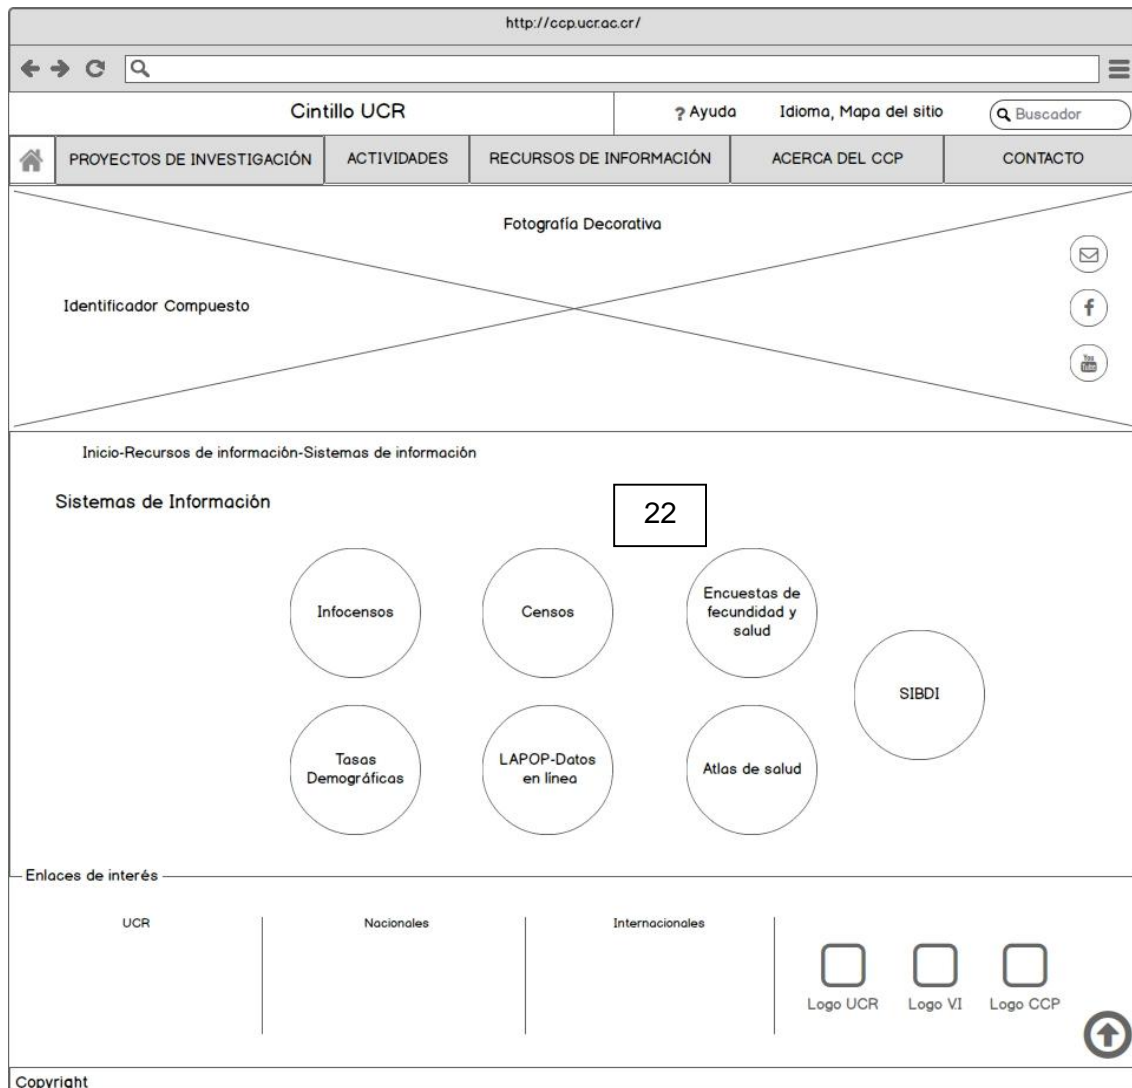 http://ccp.ucr.ac.cr/
Cintillo UCR
? Ayuda
Idioma, Mapa del sitio
Buscador
PROYECTOS DE INVESTIGACIÓN
ACTIVIDADES
RECURSOS DE INFORMACIÓN
ACERCA DEL CCP
CONTACTO
Fotografía Decorativa
Identificador Compuesto
f
You
Tube
Inicio-Recursos de información-Sistemas de información
Sistemas de Información
22
Infocensos
Censos
Encuestas de
fecundidad y
salud
SIBDI
Tasas
Demográficas
LAPOP-Datos
en línea
Atlas de salud
Enlaces de interés
UCR
Nacionales
Internacionales
Logo UCR
Logo V.I
Logo CCP
Copyright